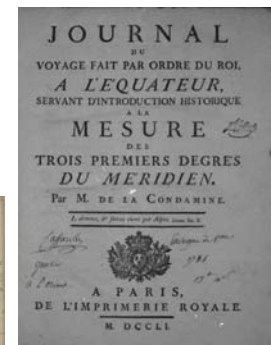 JOURNAL
DU
VOYAGE FAIT PAR ORDRE DU ROI,
A L'EQUATEUR,
SERVANT D'INTRODUCTION HISTORIQUE
A LA
MESURE
DES
TROIS PREMIERS DEGRES
DU MERIDIEN.
Par M. DE LA CONDAMINE.
A PARIS,
DE L'IMPRIMERIE ROYALE.
M. DCCLI.